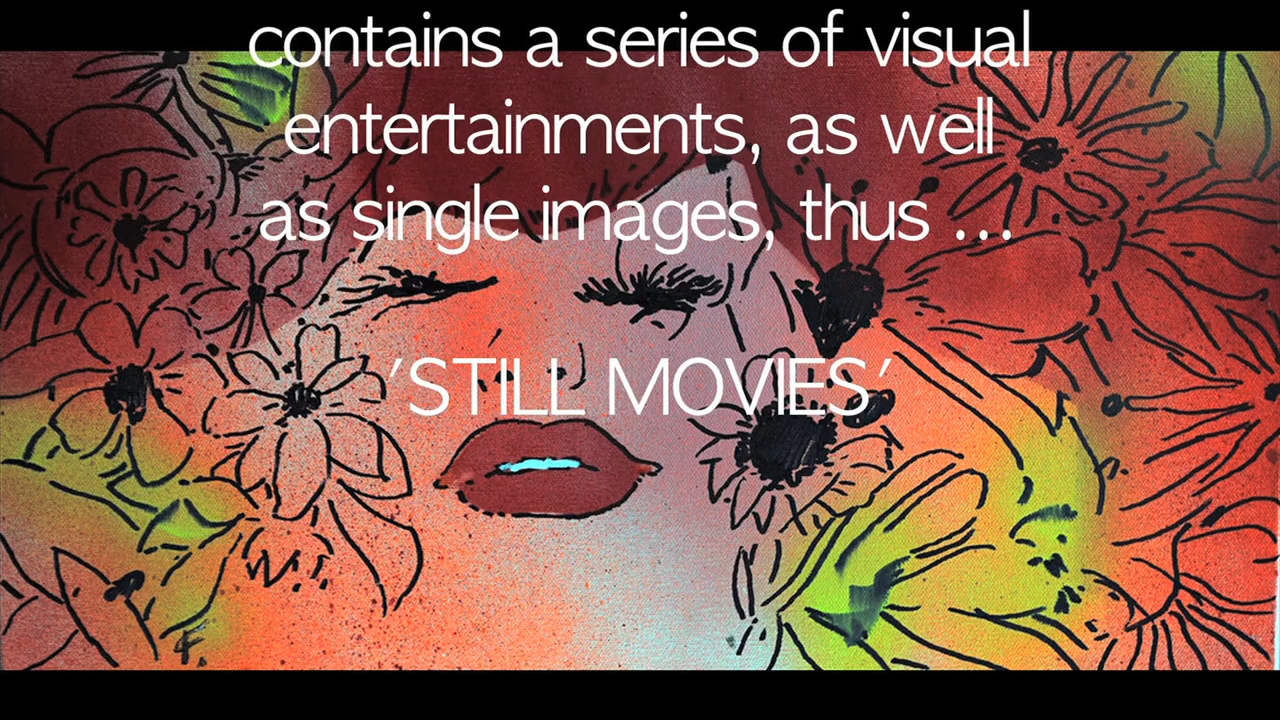 contains a series of visual
entertainments, as well
as single images, thus ...
'STILL MOVIES'